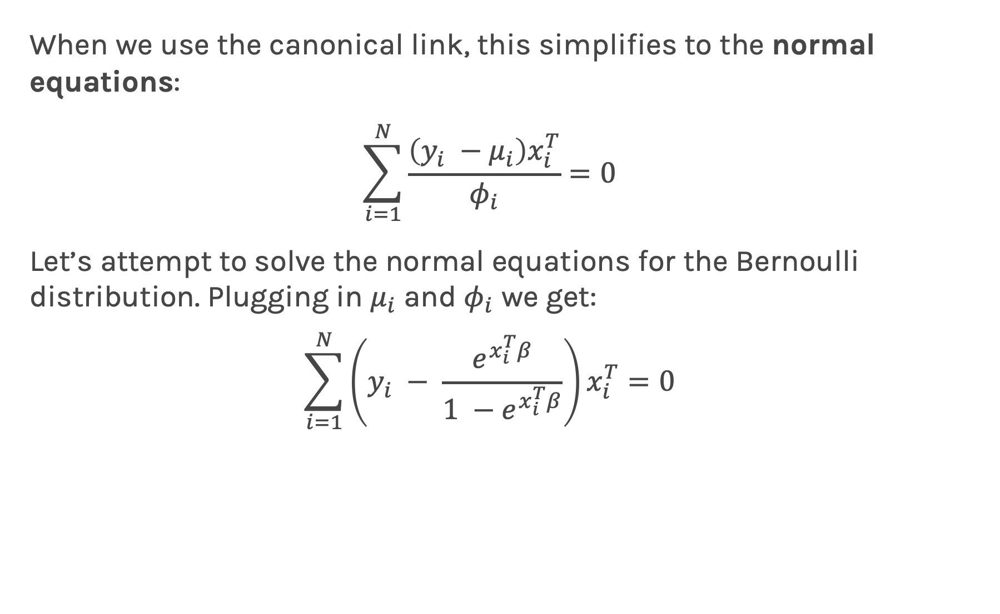 When we use the canonical link, this simplifies to the normal
equations:
$$\sum_{i=1}^{N} \frac{(y_i - \mu_i)x_i^T}{\phi_i} = 0$$
Let’s attempt to solve the normal equations for the Bernoulli
distribution. Plugging in $\mu_i$ and $\phi_i$ we get:
$$\sum_{i=1}^{N} \left( y_i - \frac{e^{x_i^T \beta}}{1 - e^{x_i^T \beta}} \right) x_i^T = 0$$